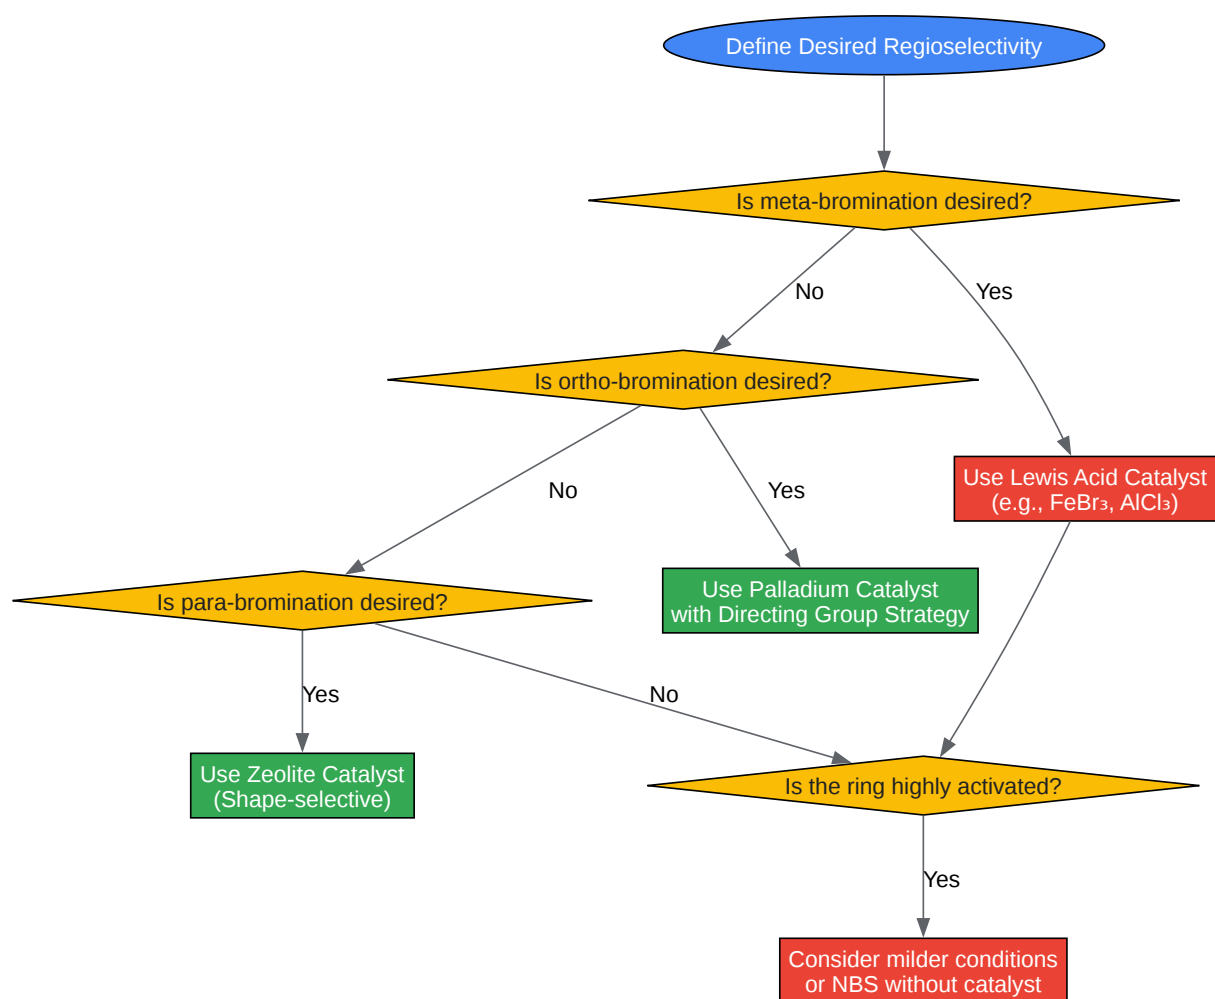 Define Desired Regioselectivity
Is meta-bromination desired?
No
Yes
Is ortho-bromination desired?
No
Yes
Use Lewis Acid Catalyst
(e.g., FeBr₃, AlCl₃)
Use Palladium Catalyst
with Directing Group Strategy
Is para-bromination desired?
Yes
No
Use Zeolite Catalyst
(Shape-selective)
Is the ring highly activated?
Yes
Consider milder conditions
or NBS without catalyst